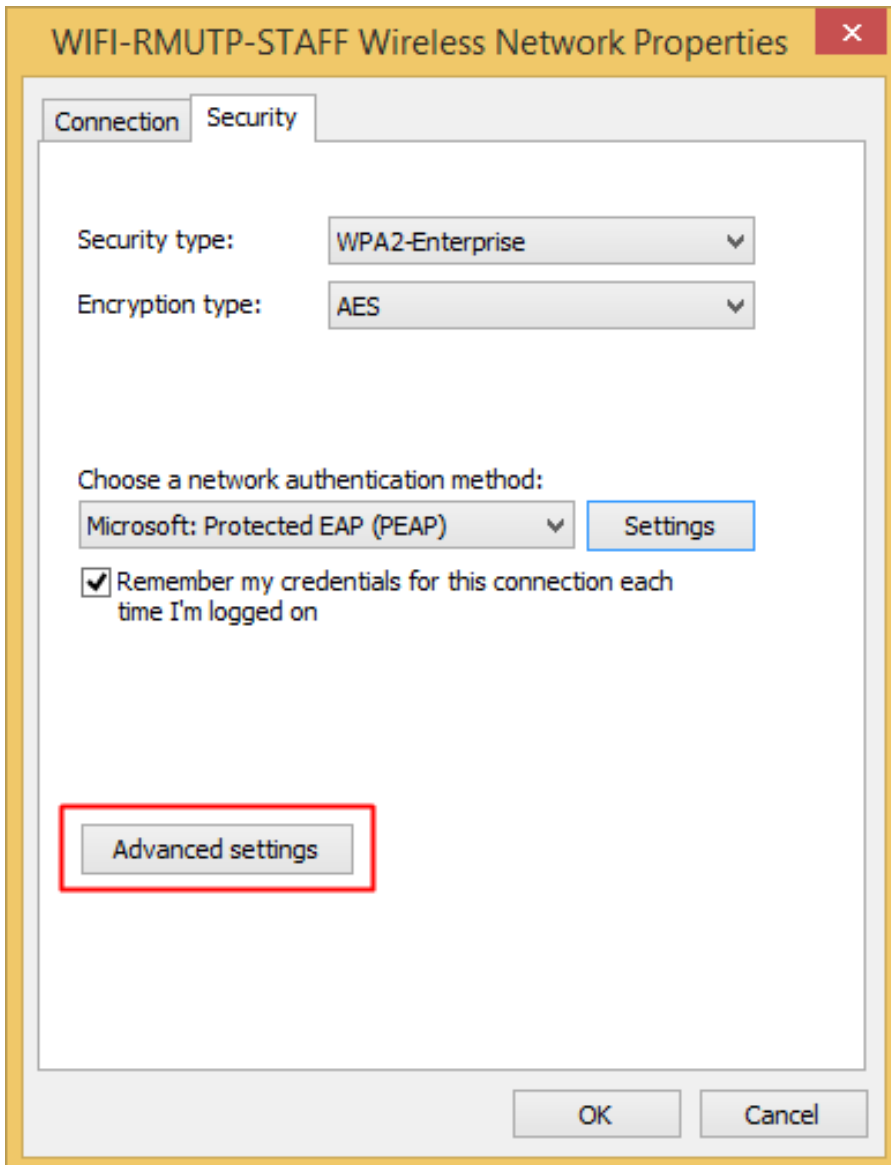 WIFI-RMUTP-STAFF Wireless Network Properties
Connection
Security
Security type:
WPA2-Enterprise
Encryption type:
AES
Choose a network authentication method:
Microsoft: Protected EAP (PEAP)
Settings
Remember my credentials for this connection each
time I'm logged on
Advanced settings
OK
Cancel